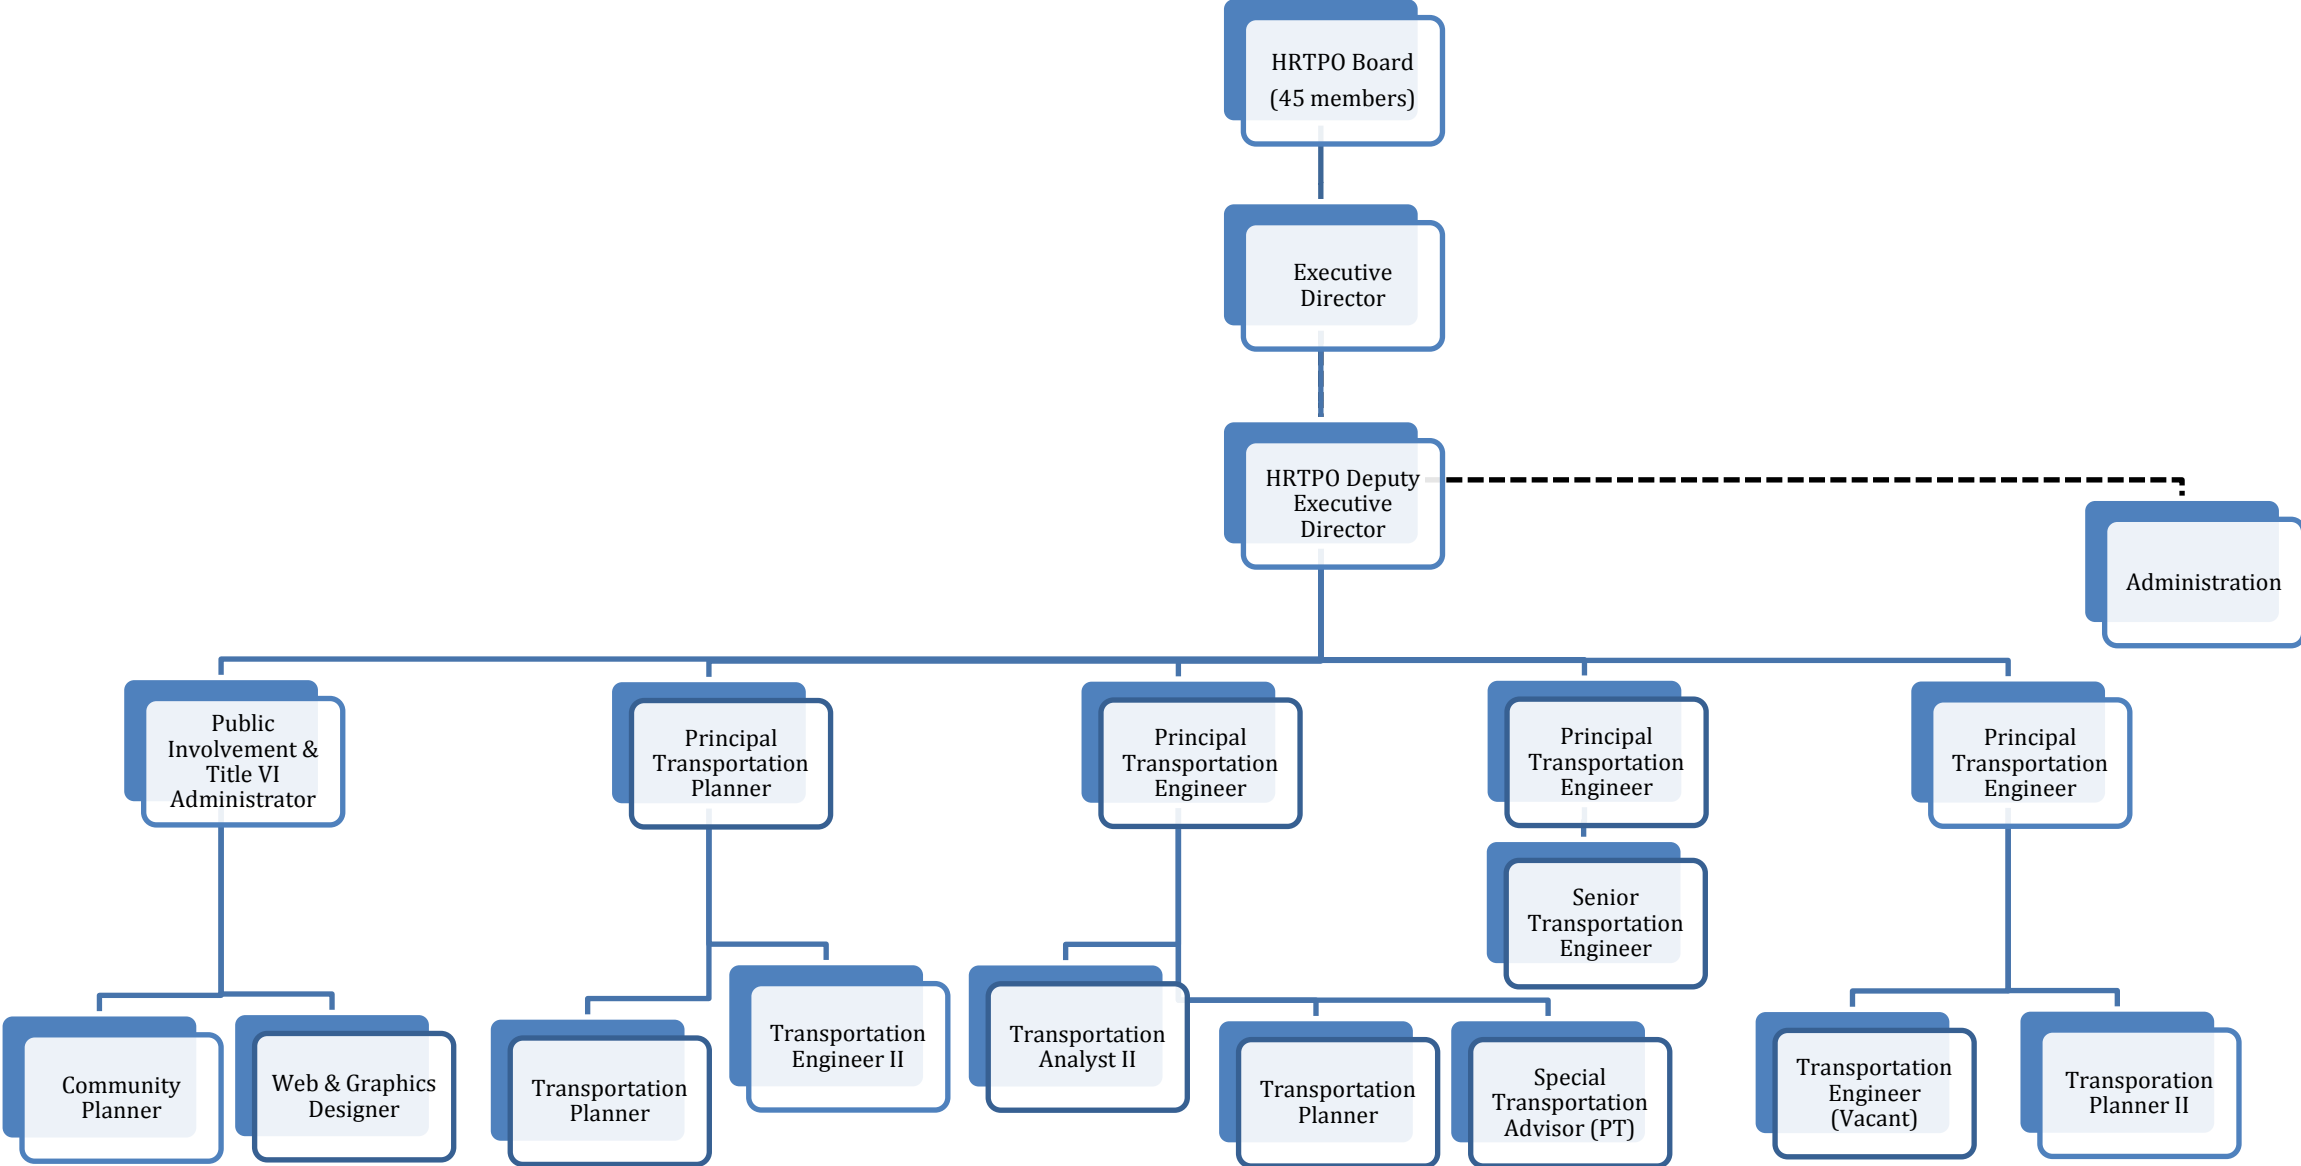 HRTPO Board
(45 members)
Executive
Director
HRTPO Deputy
Executive
Director
Administration
Public
Involvement &
Title VI
Administrator
Principal
Transportation
Planner
Principal
Transportation
Engineer
Principal
Transportation
Engineer
Principal
Transportation
Engineer
Senior
Transportation
Engineer
Community
Planner
Web & Graphics
Designer
Transportation
Planner
Transportation
Engineer II
Transportation
Analyst II
Transportation
Planner
Special
Transportation
Advisor (PT)
Transportation
Engineer
(Vacant)
Transporation
Planner II